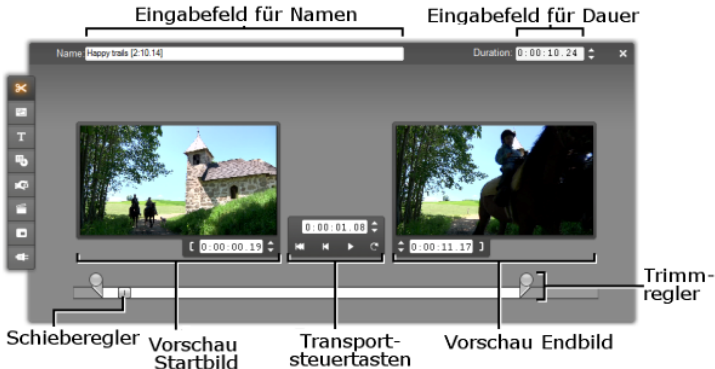 Eingabefeld für Namen
Eingabefeld für Dauer
Name: Happy trails [2:10.14]
Duration: 0:00:10.24
T
0:00:01.08
[ 0:00:00.19
0:00:11.17 ]
Trimm-
regler
Schieberegler
Vorschau
Startbild
Transport-
steuertasten
Vorschau Endbild